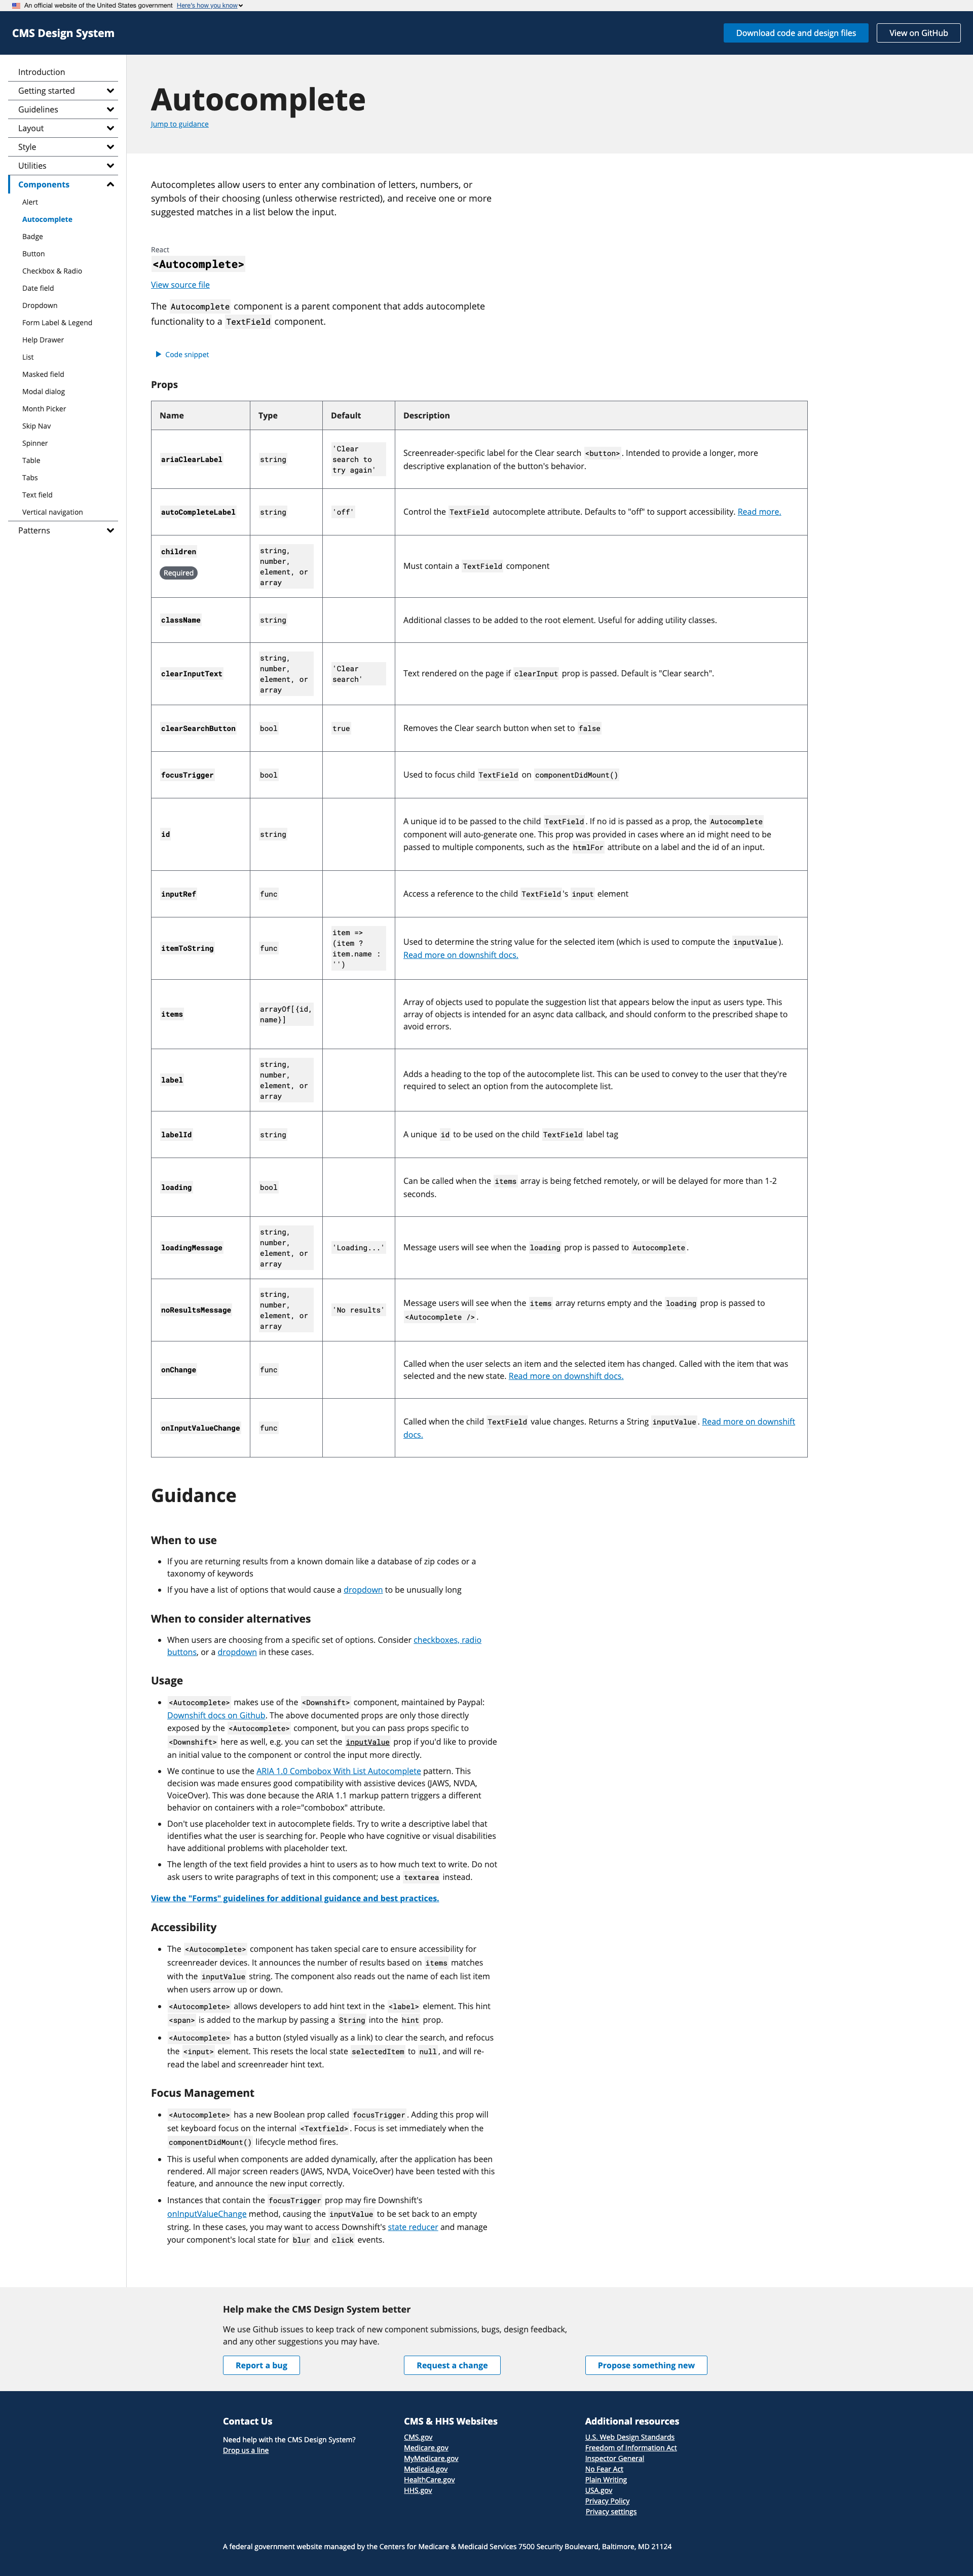 An official website of the United States government Here's how you know
CMS Design System
Download code and design files
View on GitHub
Introduction
Getting started
Guidelines
Layout
Style
Utilities
Components
Alert
Autocomplete
Badge
Button
Checkbox & Radio
Date field
Dropdown
Form Label & Legend
Help Drawer
List
Masked field
Modal dialog
Month Picker
Skip Nav
Spinner
Table
Tabs
Text field
Vertical navigation
Patterns
Autocomplete
Jump to guidance
Autocompletes allow users to enter any combination of letters, numbers, or
symbols of their choosing (unless otherwise restricted), and receive one or more
suggested matches in a list below the input.
React
<Autocomplete>
View source file
The Autocomplete component is a parent component that adds autocomplete
functionality to a TextField component.
Code snippet
Props
Name Type Default Description
ariaClearLabel
string
'Clear
search to
try again'
Screenreader-specific label for the Clear search <button>. Intended to provide a longer, more
descriptive explanation of the button's behavior.
autoCompleteLabel
string
'off'
Control the TextField autocomplete attribute. Defaults to "off" to support accessibility. Read more.
children
Required
string,
number,
element, or
array
Must contain a TextField component
className
string
Additional classes to be added to the root element. Useful for adding utility classes.
clearInputText
string,
number,
element, or
array
'Clear
search'
Text rendered on the page if clearInput prop is passed. Default is "Clear search".
clearSearchButton
bool
true
Removes the Clear search button when set to false
focusTrigger
bool
Used to focus child TextField on componentDidMount()
id
string
A unique id to be passed to the child TextField. If no id is passed as a prop, the Autocomplete
component will auto-generate one. This prop was provided in cases where an id might need to be
passed to multiple components, such as the htmlFor attribute on a label and the id of an input.
inputRef
func
Access a reference to the child TextField's input element
itemToString
func
item =>
(item ?
item.name :
'')
Used to determine the string value for the selected item (which is used to compute the inputValue).
Read more on downshift docs.
items
arrayOf[{id,
name}]
Array of objects used to populate the suggestion list that appears below the input as users type. This
array of objects is intended for an async data callback, and should conform to the prescribed shape to
avoid errors.
label
string,
number,
element, or
array
Adds a heading to the top of the autocomplete list. This can be used to convey to the user that they're
required to select an option from the autocomplete list.
labelId
string
A unique id to be used on the child TextField label tag
loading
bool
Can be called when the items array is being fetched remotely, or will be delayed for more than 1-2
seconds.
loadingMessage
string,
number,
element, or
array
'Loading...'
Message users will see when the loading prop is passed to Autocomplete.
noResultsMessage
string,
number,
element, or
array
'No results'
Message users will see when the items array returns empty and the loading prop is passed to
<Autocomplete />.
onChange
func
Called when the user selects an item and the selected item has changed. Called with the item that was
selected and the new state. Read more on downshift docs.
onInputValueChange
func
Called when the child TextField value changes. Returns a String inputValue. Read more on downshift
docs.
Guidance
When to use
• If you are returning results from a known domain like a database of zip codes or a
taxonomy of keywords
• If you have a list of options that would cause a dropdown to be unusually long
When to consider alternatives
• When users are choosing from a specific set of options. Consider checkboxes, radio
buttons, or a dropdown in these cases.
Usage
• <Autocomplete> makes use of the <Downshift> component, maintained by Paypal:
Downshift docs on Github. The above documented props are only those directly
exposed by the <Autocomplete> component, but you can pass props specific to
<Downshift> here as well, e.g. you can set the inputValue prop if you'd like to provide
an initial value to the component or control the input more directly.
• We continue to use the ARIA 1.0 Combobox With List Autocomplete pattern. This
decision was made ensures good compatibility with assistive devices (JAWS, NVDA,
VoiceOver). This was done because the ARIA 1.1 markup pattern triggers a different
behavior on containers with a role="combobox" attribute.
• Don't use placeholder text in autocomplete fields. Try to write a descriptive label that
identifies what the user is searching for. People who have cognitive or visual disabilities
have additional problems with placeholder text.
• The length of the text field provides a hint to users as to how much text to write. Do not
ask users to write paragraphs of text in this component; use a textarea instead.
View the "Forms" guidelines for additional guidance and best practices.
Accessibility
• The <Autocomplete> component has taken special care to ensure accessibility for
screenreader devices. It announces the number of results based on items matches
with the inputValue string. The component also reads out the name of each list item
when users arrow up or down.
• <Autocomplete> allows developers to add hint text in the <label> element. This hint
<span> is added to the markup by passing a String into the hint prop.
• <Autocomplete> has a button (styled visually as a link) to clear the search, and refocus
the <input> element. This resets the local state selectedItem to null, and will re-
read the label and screenreader hint text.
Focus Management
• <Autocomplete> has a new Boolean prop called focusTrigger. Adding this prop will
set keyboard focus on the internal <Textfield>. Focus is set immediately when the
componentDidMount() lifecycle method fires.
• This is useful when components are added dynamically, after the application has been
rendered. All major screen readers (JAWS, NVDA, VoiceOver) have been tested with this
feature, and announce the new input correctly.
• Instances that contain the focusTrigger prop may fire Downshift's
onInputValueChange method, causing the inputValue to be set back to an empty
string. In these cases, you may want to access Downshift's state reducer and manage
your component's local state for blur and click events.
Help make the CMS Design System better
We use Github issues to keep track of new component submissions, bugs, design feedback,
and any other suggestions you may have.
Report a bug
Request a change
Propose something new
Contact Us
Need help with the CMS Design System?
Drop us a line
CMS & HHS Websites
CMS.gov
Medicare.gov
MyMedicare.gov
Medicaid.gov
HealthCare.gov
HHS.gov
Additional resources
U.S. Web Design Standards
Freedom of Information Act
Inspector General
No Fear Act
Plain Writing
USA.gov
Privacy Policy
Privacy settings
A federal government website managed by the Centers for Medicare & Medicaid Services 7500 Security Boulevard, Baltimore, MD 21124